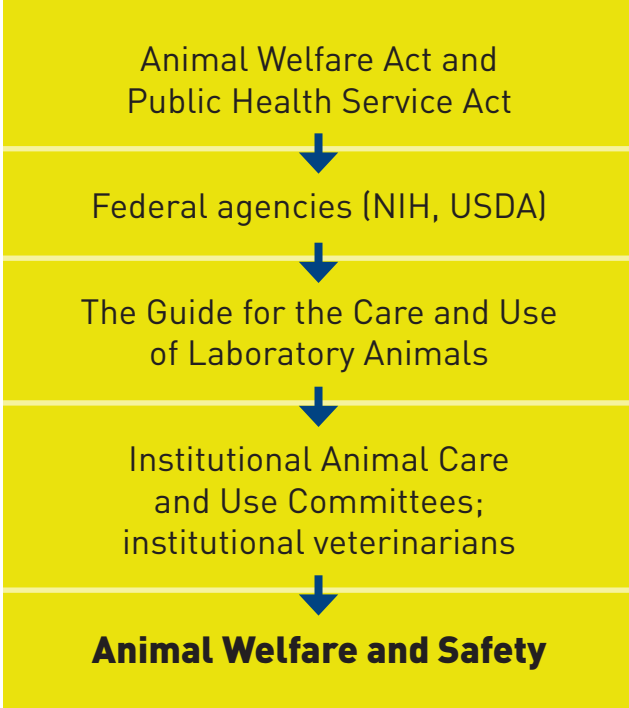 Animal Welfare Act and
Public Health Service Act
Federal agencies (NIH, USDA)
The Guide for the Care and Use
of Laboratory Animals
Institutional Animal Care
and Use Committees;
institutional veterinarians
Animal Welfare and Safety